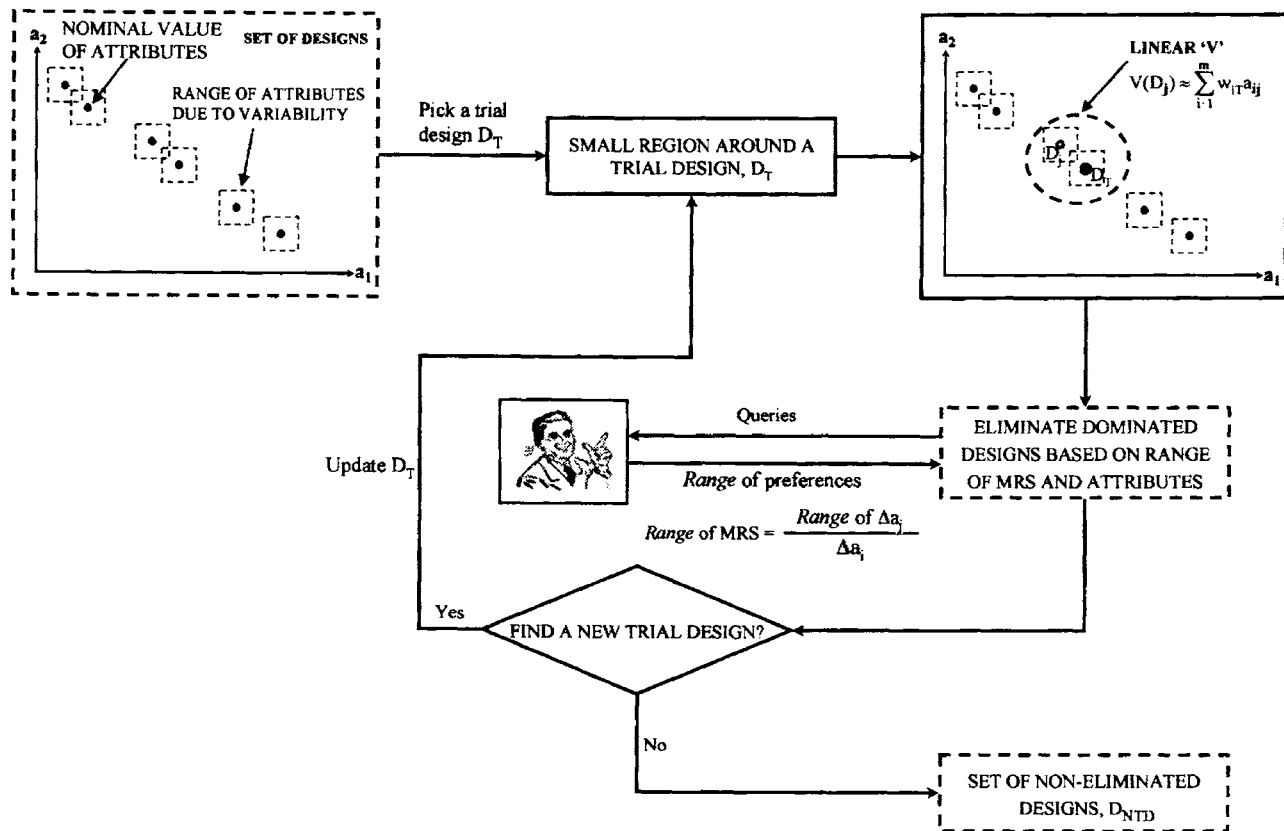 a2
NOMINAL VALUE
OF ATTRIBUTES
SET OF DESIGNS
RANGE OF ATTRIBUTES
DUE TO VARIABILITY
a1
Pick a trial
design DT
SMALL REGION AROUND A
TRIAL DESIGN, DT
a2
LINEAR 'V'
V(Dj) ≈ ∑ m i=1 wiT aij
Dj
DT
a1
Update DT
Queries
Range of preferences
Range of MRS = Range of Δaj / Δai
ELIMINATE DOMINATED
DESIGNS BASED ON RANGE
OF MRS AND ATTRIBUTES
Yes
FIND A NEW TRIAL DESIGN?
No
SET OF NON-ELIMINATED
DESIGNS, DNTD